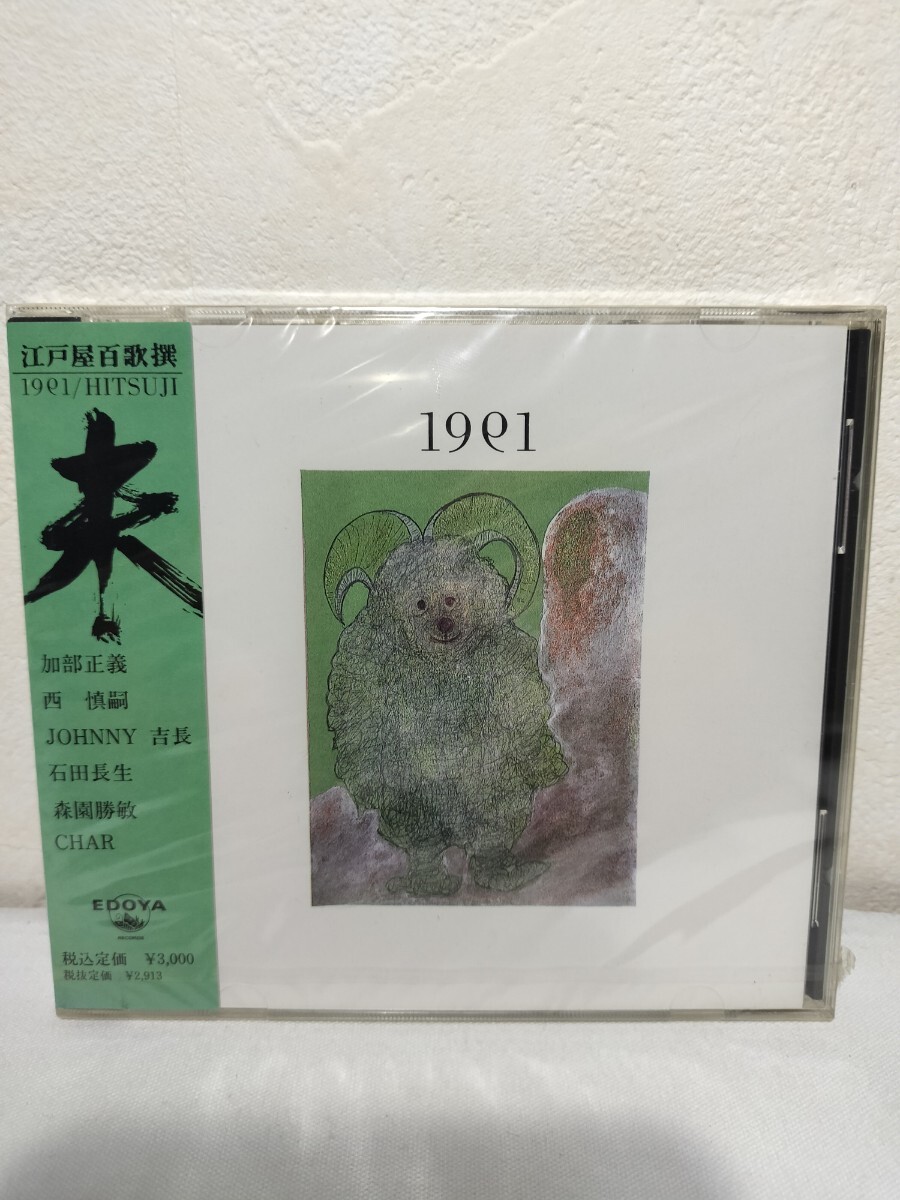 江戸屋百歌撰
1991/HITSUJI
未
加部正義
西 慎嗣
JOHNNY 吉長
石田長生
森園勝敏
CHAR
EDOYA
RECORDS
税込定価 ¥3,000
税抜定価 ¥2,913
1991